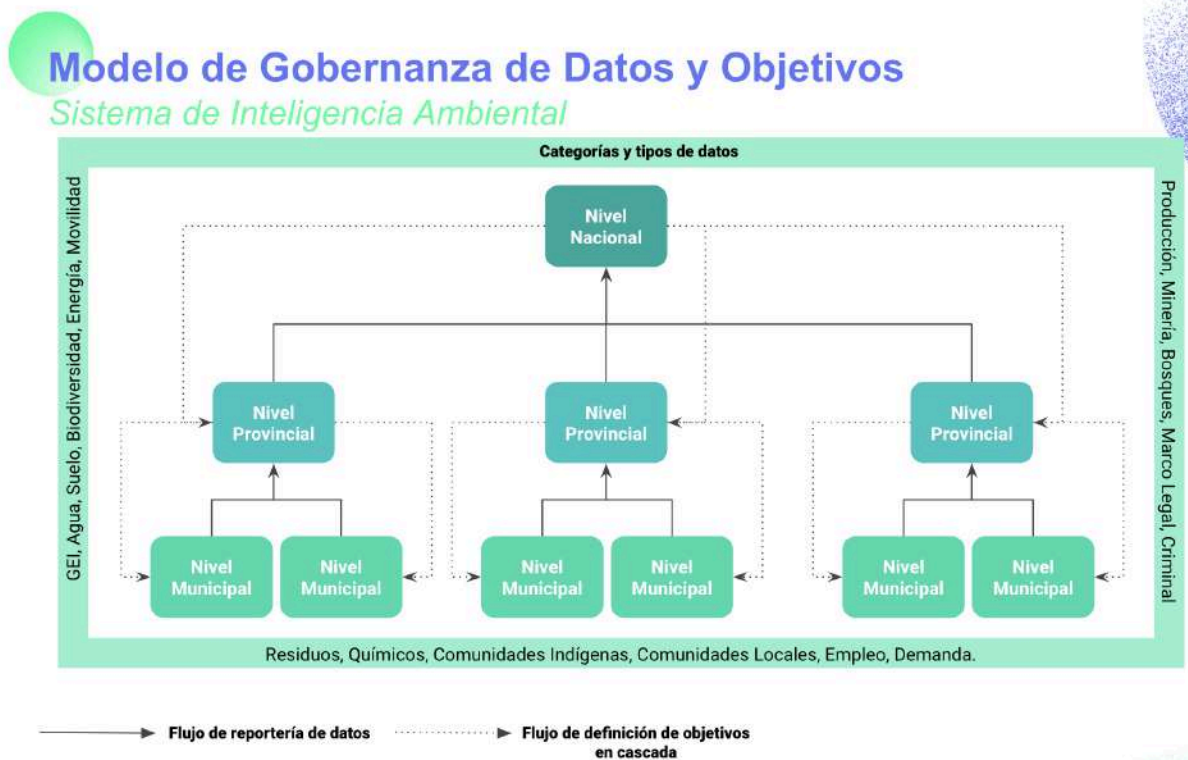 Modelo de Gobernanza de Datos y Objetivos
Sistema de Inteligencia Ambiental
Categorías y tipos de datos
GEI, Agua, Suelo, Biodiversidad, Energía, Movilidad
Producción, Minería, Bosques, Marco Legal, Criminal
Nivel
Nacional
Nivel
Provincial
Nivel
Provincial
Nivel
Provincial
Nivel
Municipal
Nivel
Municipal
Nivel
Municipal
Nivel
Municipal
Nivel
Municipal
Nivel
Municipal
Residuos, Químicos, Comunidades Indígenas, Comunidades Locales, Empleo, Demanda.
Flujo de reportería de datos
Flujo de definición de objetivos
en cascada